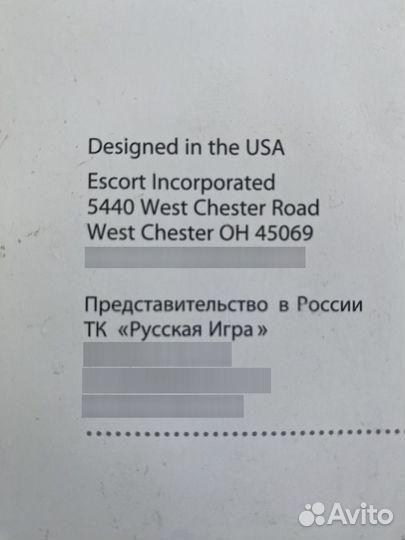 Designed in the USA
Escort Incorporated
5440 West Chester Road
West Chester OH 45069
Представительство в России
ТК «Русская Игра»
Avito